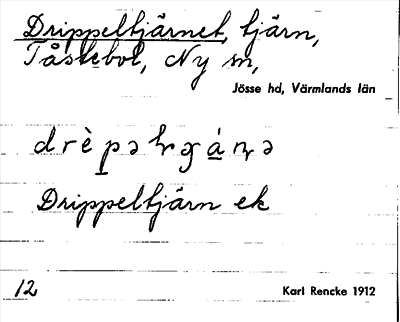 Drippeltjärnet, tjärn,
Tåstebol, Ny sn,
Jösse hd, Värmlands län
Drippeltjärn ek
12
Karl Rencke 1912